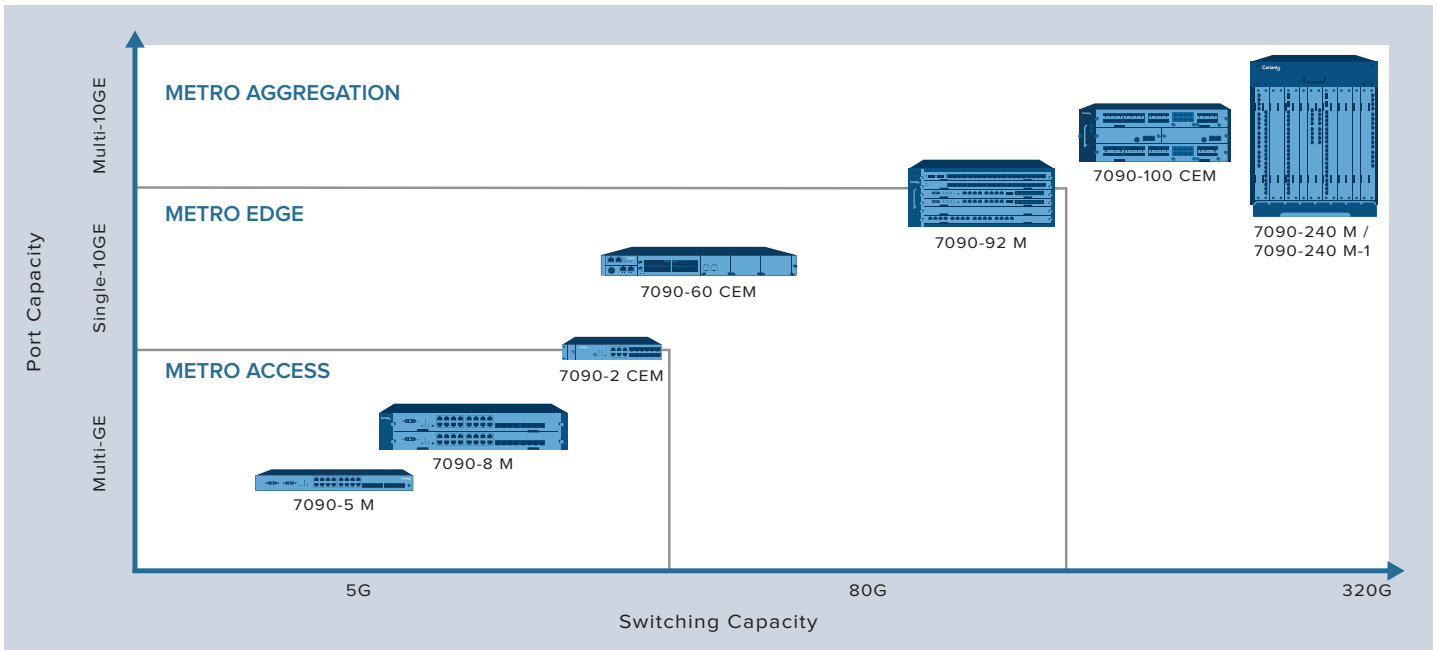 METRO AGGREGATION
METRO EDGE
METRO ACCESS
Port Capacity
Multi-10GE
Single-10GE
Multi-GE
Coriant
7090-100 CEM
7090-240 M /
7090-240 M-1
7090-92 M
7090-60 CEM
7090-2 CEM
7090-8 M
7090-5 M
5G
80G
320G
Switching Capacity